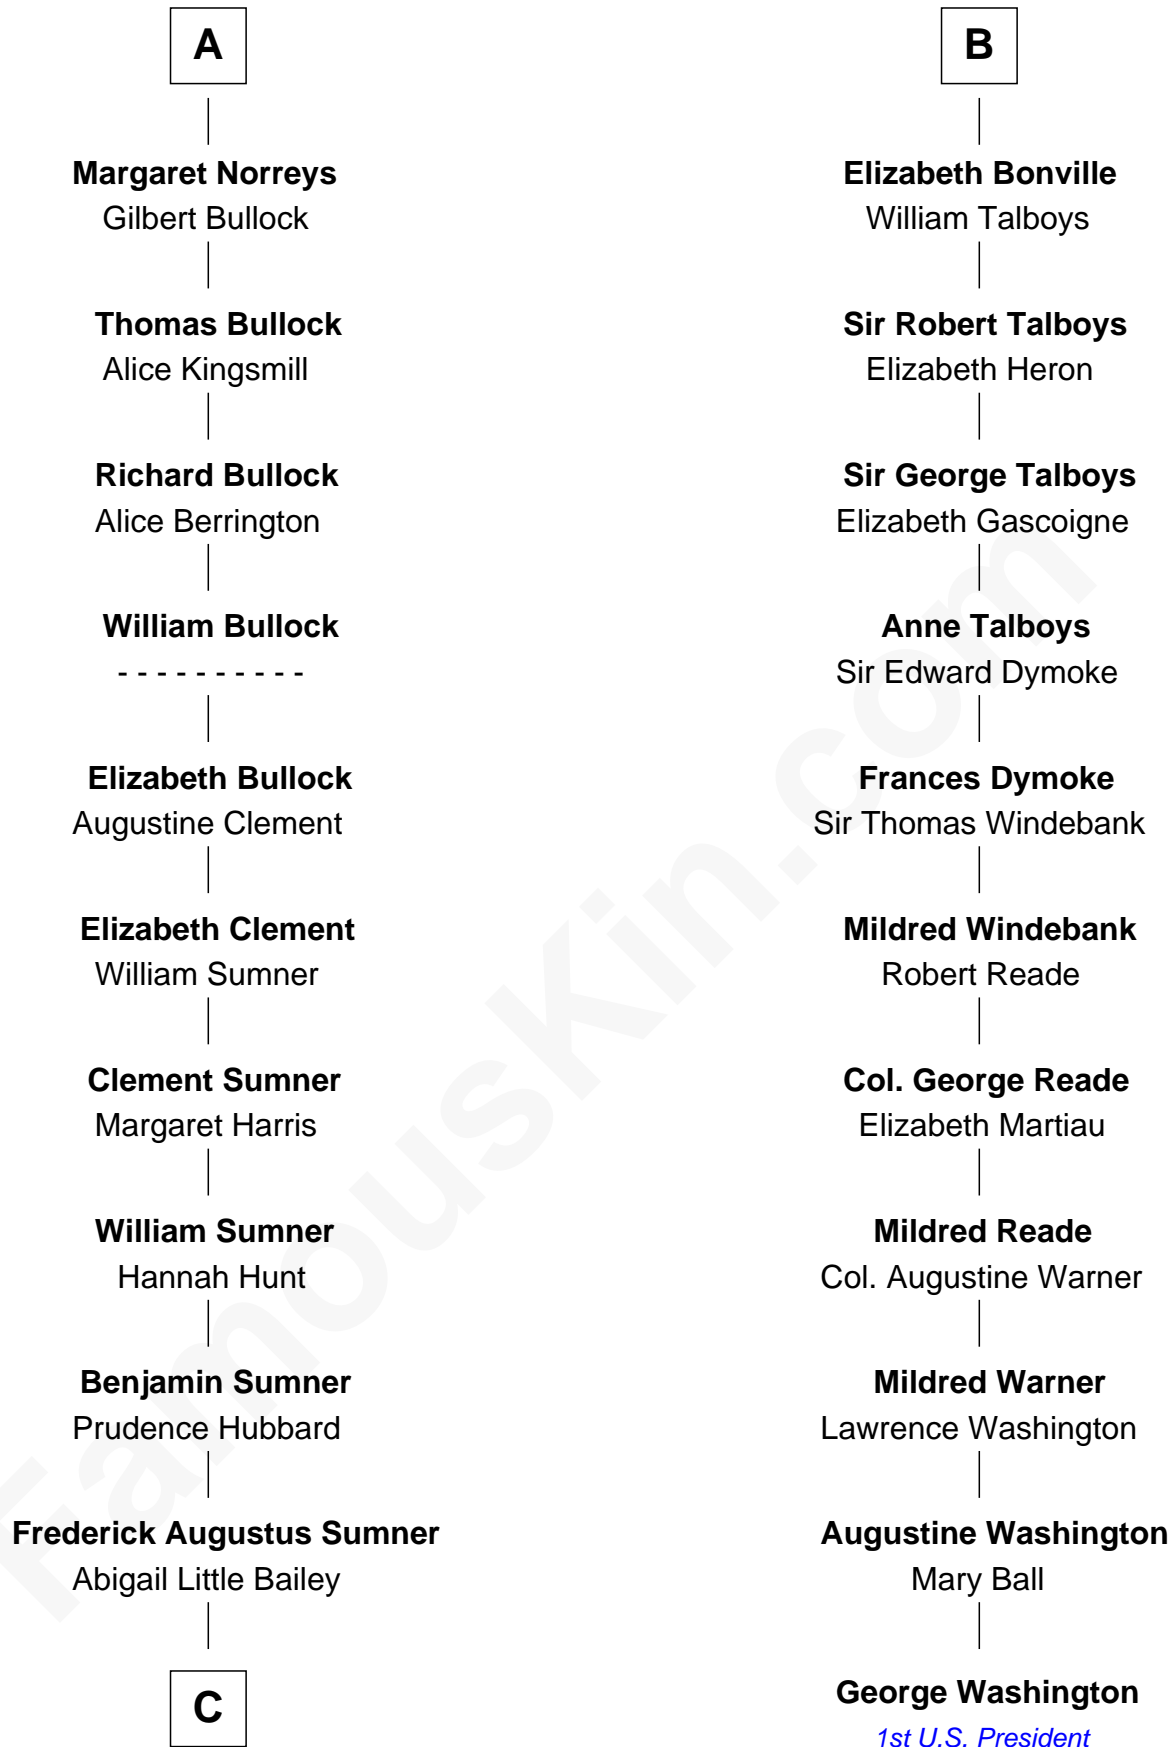 A
Margaret Norreys
Gilbert Bullock
Thomas Bullock
Alice Kingsmill
Richard Bullock
Alice Berrington
William Bullock
- - - - - - - - - -
Elizabeth Bullock
Augustine Clement
Elizabeth Clement
William Sumner
Clement Sumner
Margaret Harris
William Sumner
Hannah Hunt
Benjamin Sumner
Prudence Hubbard
Frederick Augustus Sumner
Abigail Little Bailey
C
B
Elizabeth Bonville
William Talboys
Sir Robert Talboys
Elizabeth Heron
Sir George Talboys
Elizabeth Gascoigne
Anne Talboys
Sir Edward Dymoke
Frances Dymoke
Sir Thomas Windebank
Mildred Windebank
Robert Reade
Col. George Reade
Elizabeth Martiau
Mildred Reade
Col. Augustine Warner
Mildred Warner
Lawrence Washington
Augustine Washington
Mary Ball
George Washington
1st U.S. President
FamousKin.com